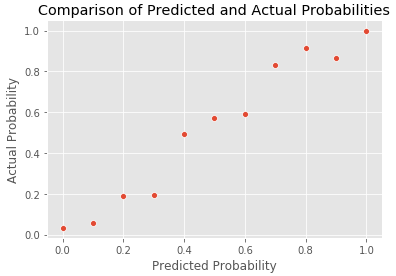 Comparison of Predicted and Actual Probabilities
1.0
0.8
0.6
0.4
0.2
0.0
Actual Probability
0.0 0.2 0.4 0.6 0.8 1.0
Predicted Probability